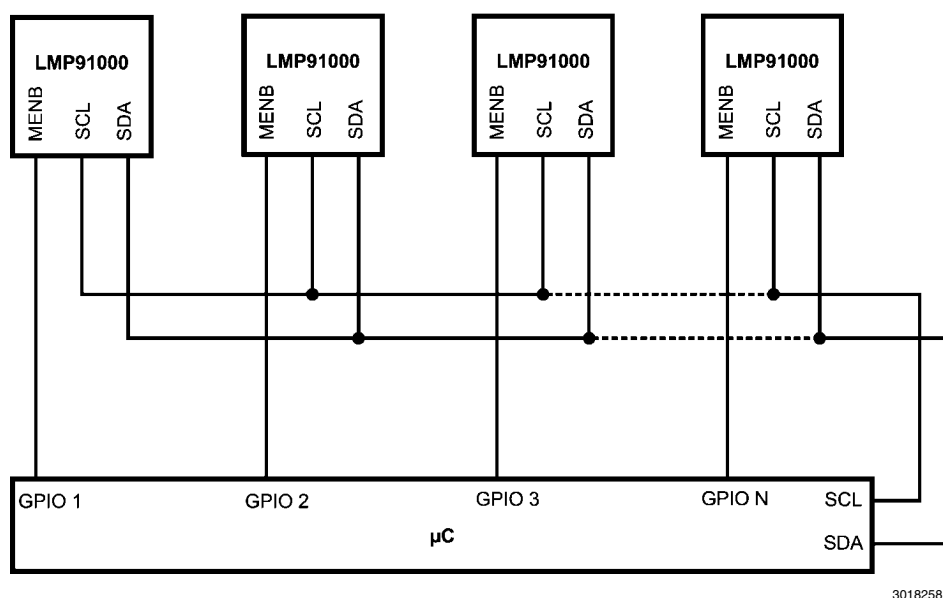 LMP91000 LMP91000 LMP91000 LMP91000
MENB SCL SDA MENB SCL SDA MENB SCL SDA MENB SCL SDA
GPIO 1 GPIO 2 GPIO 3 GPIO N SCL
µC
SDA
3018258